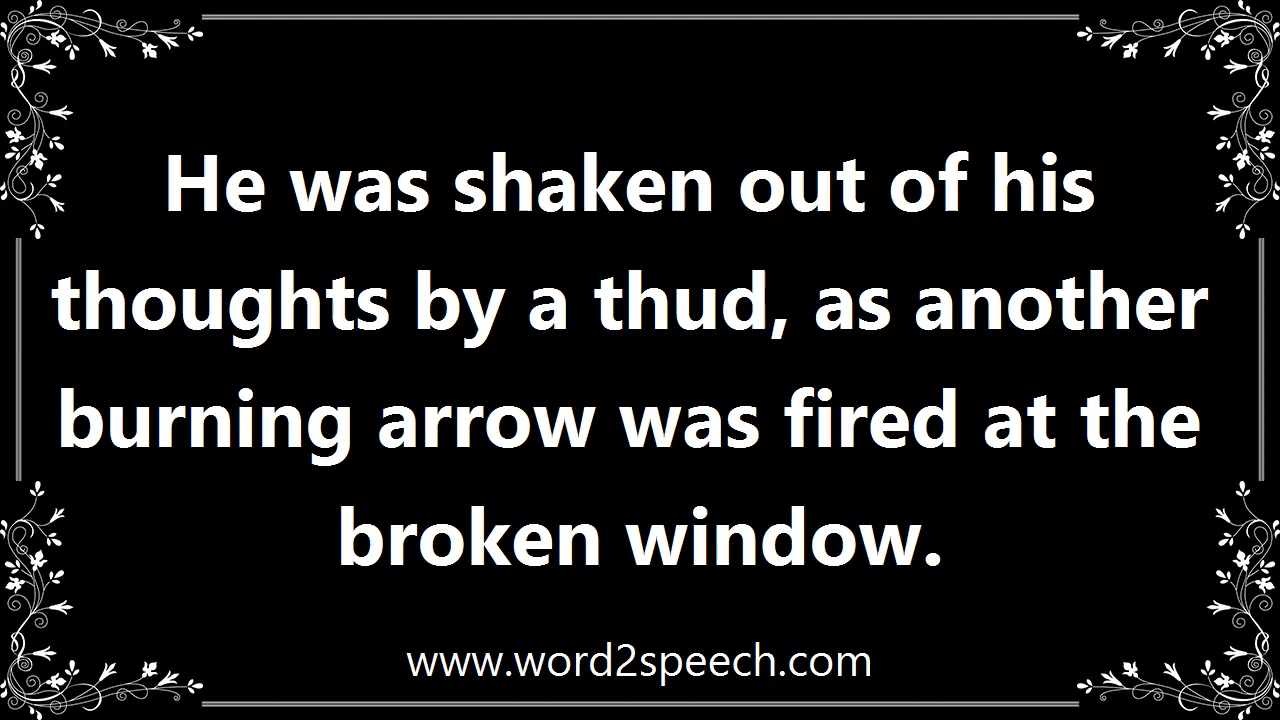 He was shaken out of his
thoughts by a thud, as another
burning arrow was fired at the
broken window.
www.word2speech.com